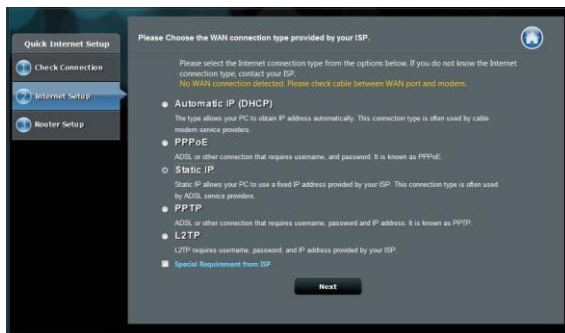 Quick Internet Setup
1 Check Connection
2 Internet Setup
3 Router Setup
Please Choose the WAN connection type provided by your ISP.
Please select the Internet connection type from the options below. If you do not know the Internet
connection type, contact your ISP.
No WAN connection detected. Please check cable between WAN port and modem.
Automatic IP (DHCP)
The type allows your PC to obtain IP address automatically. This connection type is often used by cable
modem service providers.
PPPoE
ADSL or other connection that requires username, and password. It is known as PPPoE.
Static IP
Static IP allows your PC to use a fixed IP address provided by your ISP. This connection type is often used
by ADSL service providers.
PPTP
ADSL or other connection that requires username, password and IP address. It is known as PPTP.
L2TP
L2TP requires username, password, and IP address provided by your ISP.
Special Requirement from ISP
Next